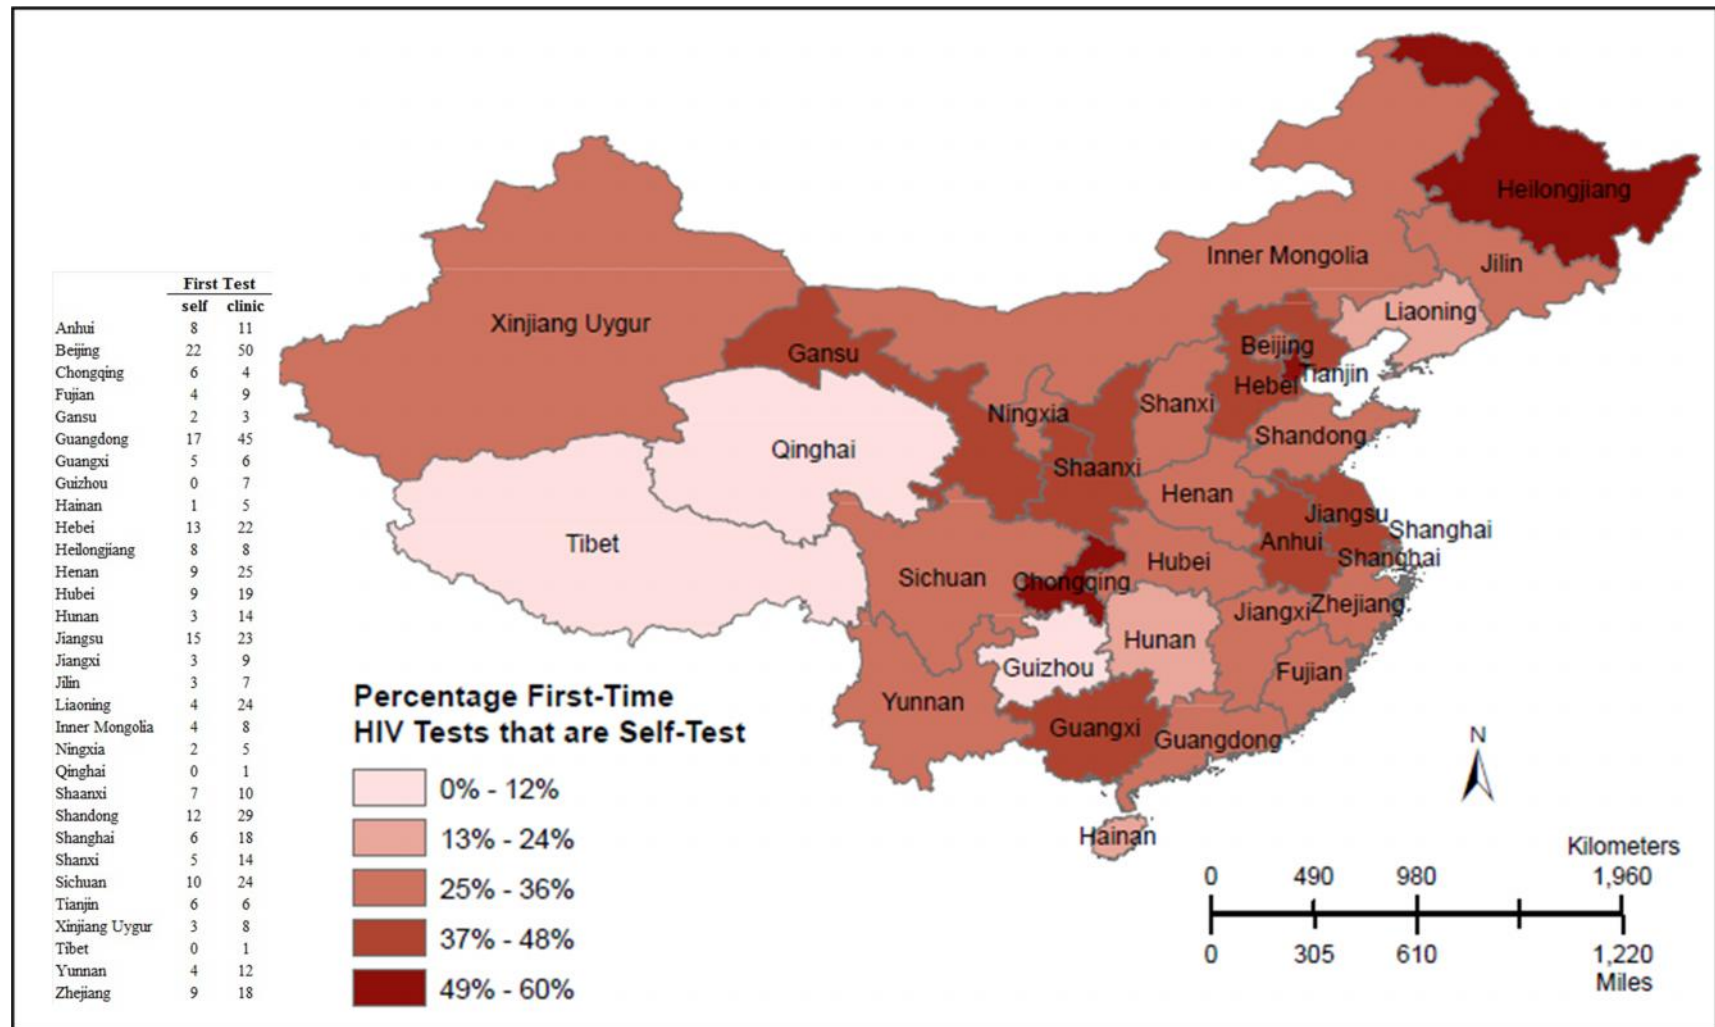 First Test
self clinic
Anhui 8 11
Beijing 22 50
Chongqing 6 4
Fujian 4 9
Gansu 2 3
Guangdong 17 45
Guangxi 5 6
Guizhou 0 7
Hainan 1 5
Hebei 13 22
Heilongjiang 8 8
Henan 9 25
Hubei 9 19
Hunan 3 14
Jiangsu 15 23
Jiangxi 3 9
Jilin 3 7
Liaoning 4 24
Inner Mongolia 4 8
Ningxia 2 5
Qinghai 0 1
Shaanxi 7 10
Shandong 12 29
Shanghai 6 18
Shanxi 5 14
Sichuan 10 24
Tianjin 6 6
Xinjiang Uygur 3 8
Tibet 0 1
Yunnan 4 12
Zhejiang 9 18
Heilongjiang
Inner Mongolia
Jilin
Liaoning
Xinjiang Uygur
Gansu
Beijing
Tianjin
Hebei
Ningxia
Shanxi
Shandong
Qinghai
Shaanxi
Henan
Jiangsu
Shanghai
Anhui
Shanghai
Tibet
Sichuan
Chongqing
Hubei
Jiangxi
Zhejiang
Hunan
Guizhou
Fujian
Yunnan
Guangxi
Guangdong
Hainan
Percentage First-Time
HIV Tests that are Self-Test
0% - 12%
13% - 24%
25% - 36%
37% - 48%
49% - 60%
N
Kilometers
0 490 980 1,960
0 305 610 1,220
Miles